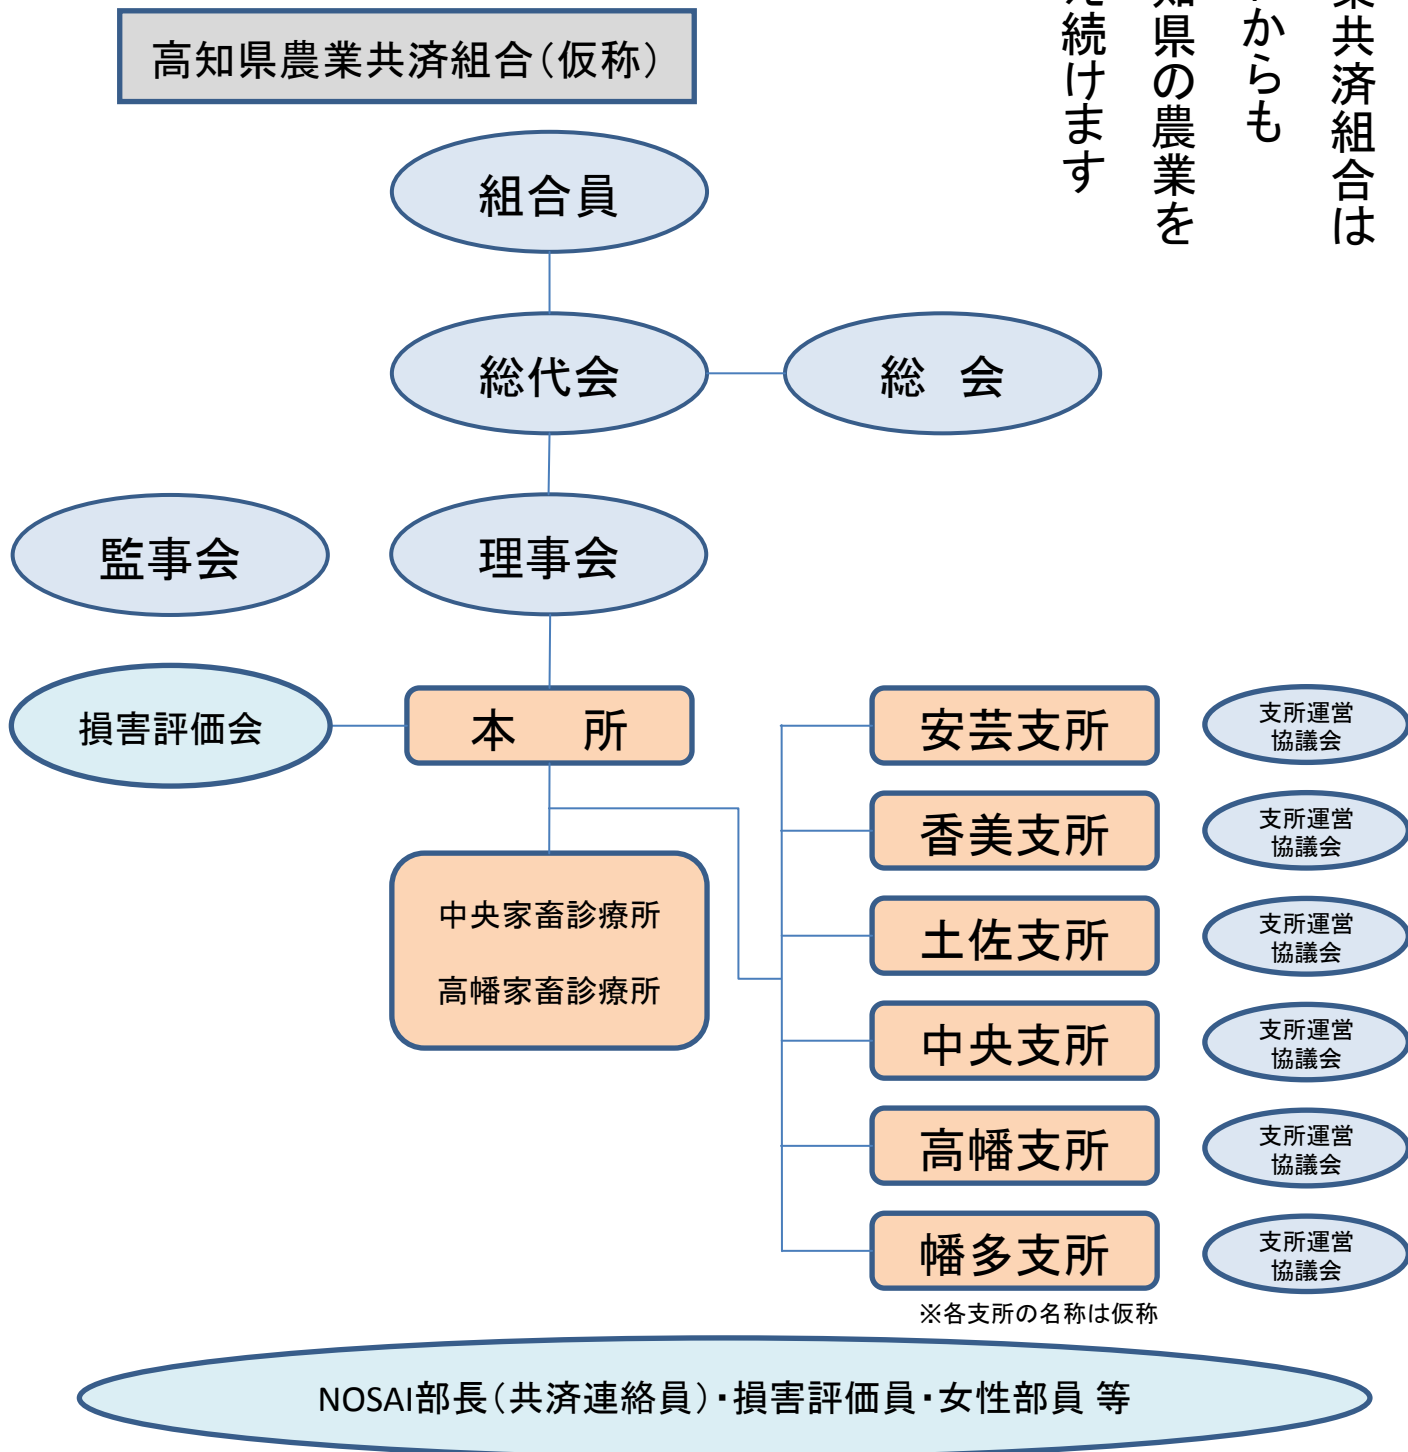 高知県農業共済組合（仮称）
業共済組合は
からも
知県の農業を
続けます
組合員
総代会
総　会
監事会
理事会
損害評価会
本　所
中央家畜診療所
高幡家畜診療所
安芸支所
支所運営
協議会
香美支所
支所運営
協議会
土佐支所
支所運営
協議会
中央支所
支所運営
協議会
高幡支所
支所運営
協議会
幡多支所
支所運営
協議会
※各支所の名称は仮称
NOSAI部長（共済連絡員）・損害評価員・女性部員 等